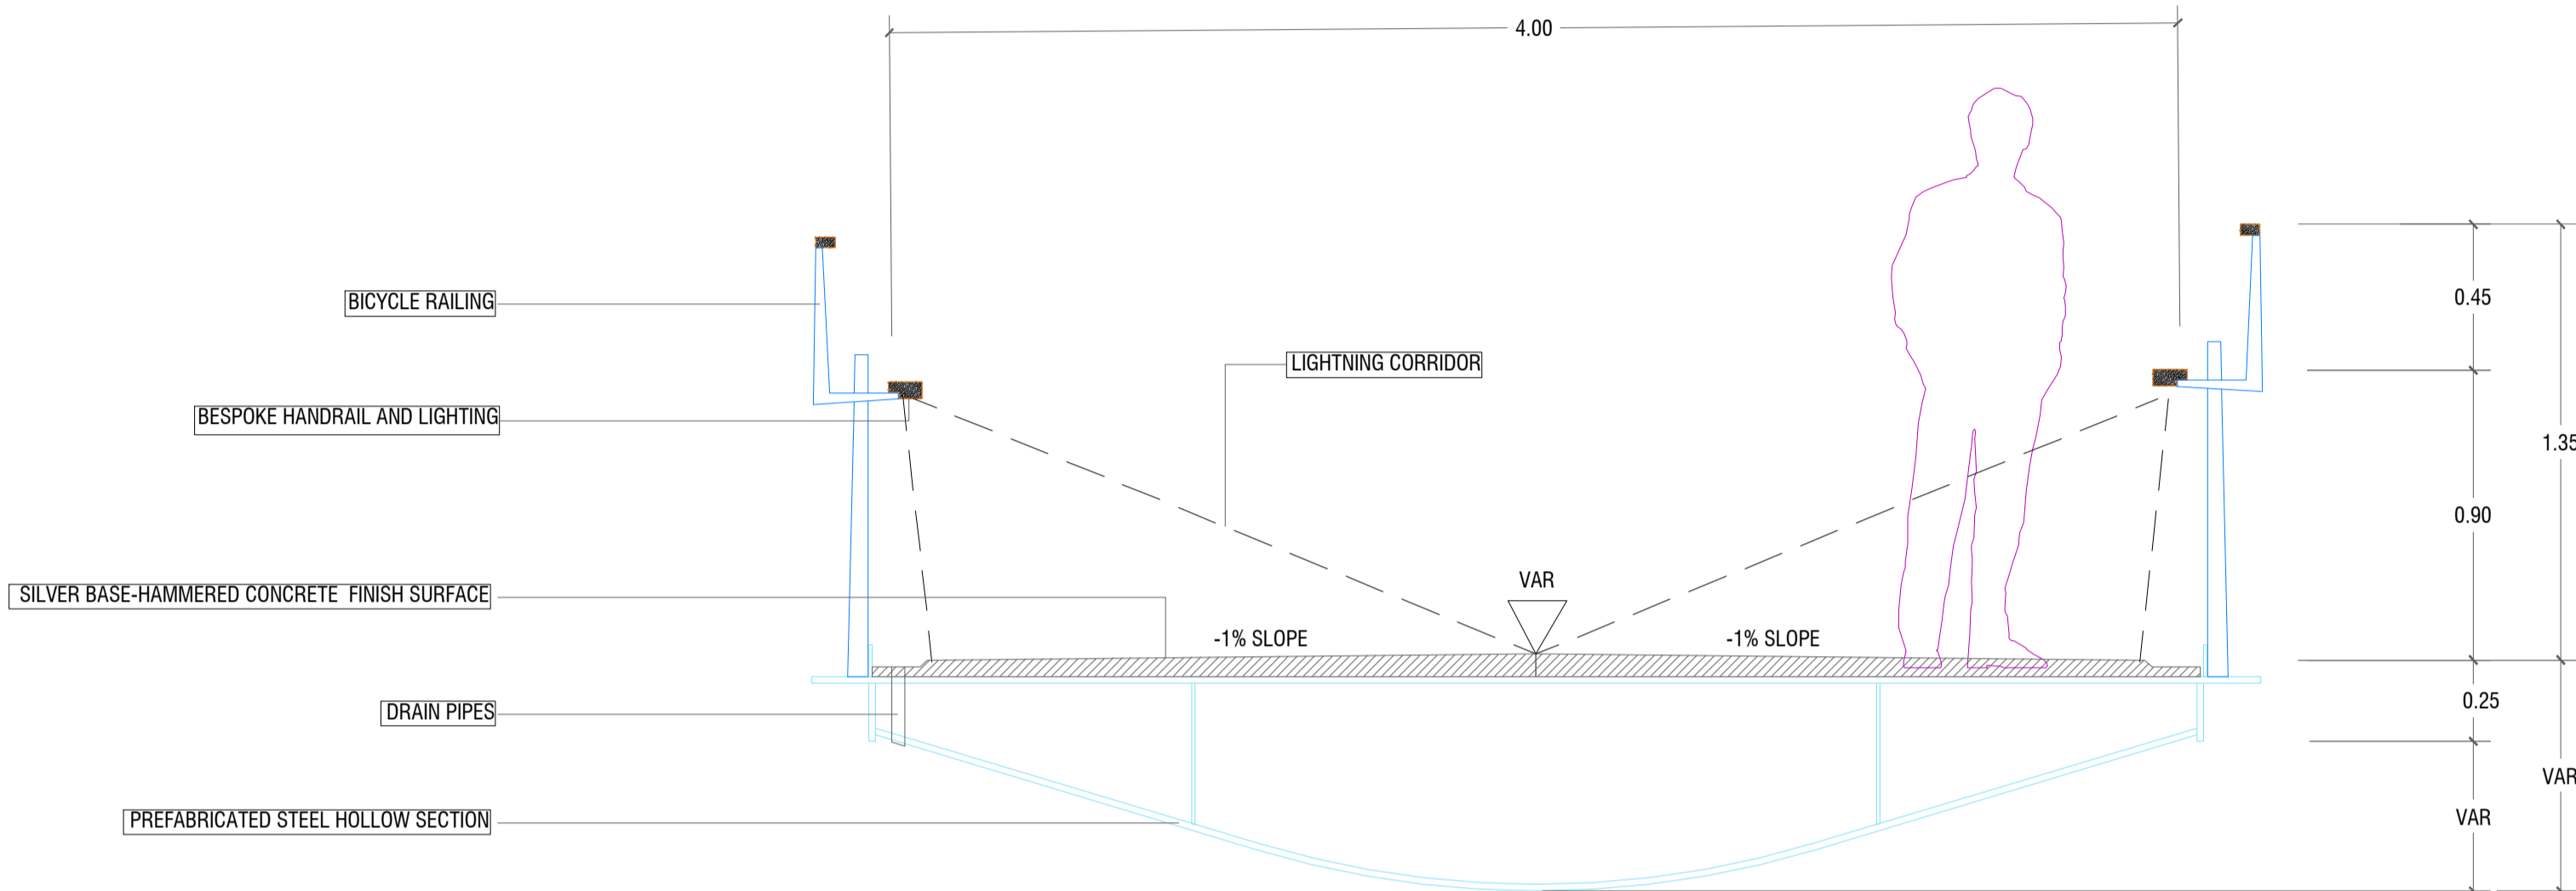 4.00
BICYCLE RAILING
0.45
LIGHTNING CORRIDOR
BESPOKE HANDRAIL AND LIGHTING
1.35
0.90
VAR
SILVER BASE-HAMMERED CONCRETE FINISH SURFACE
-1% SLOPE
-1% SLOPE
0.25
DRAIN PIPES
VAR
PREFABRICATED STEEL HOLLOW SECTION
VAR